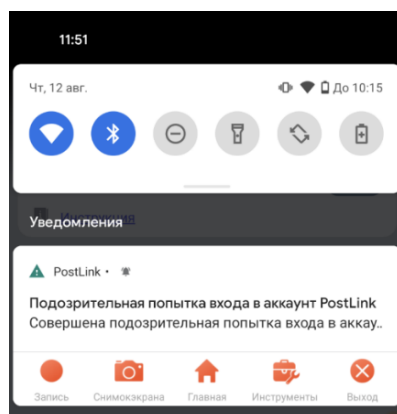 11:51
Чт, 12 авг.
До 10:15
Инструкция
Уведомления
PostLink •
Подозрительная попытка входа в аккаунт PostLink
Совершена подозрительная попытка входа в аккау..
Запись Снимокэкрана Главная Инструменты Выход